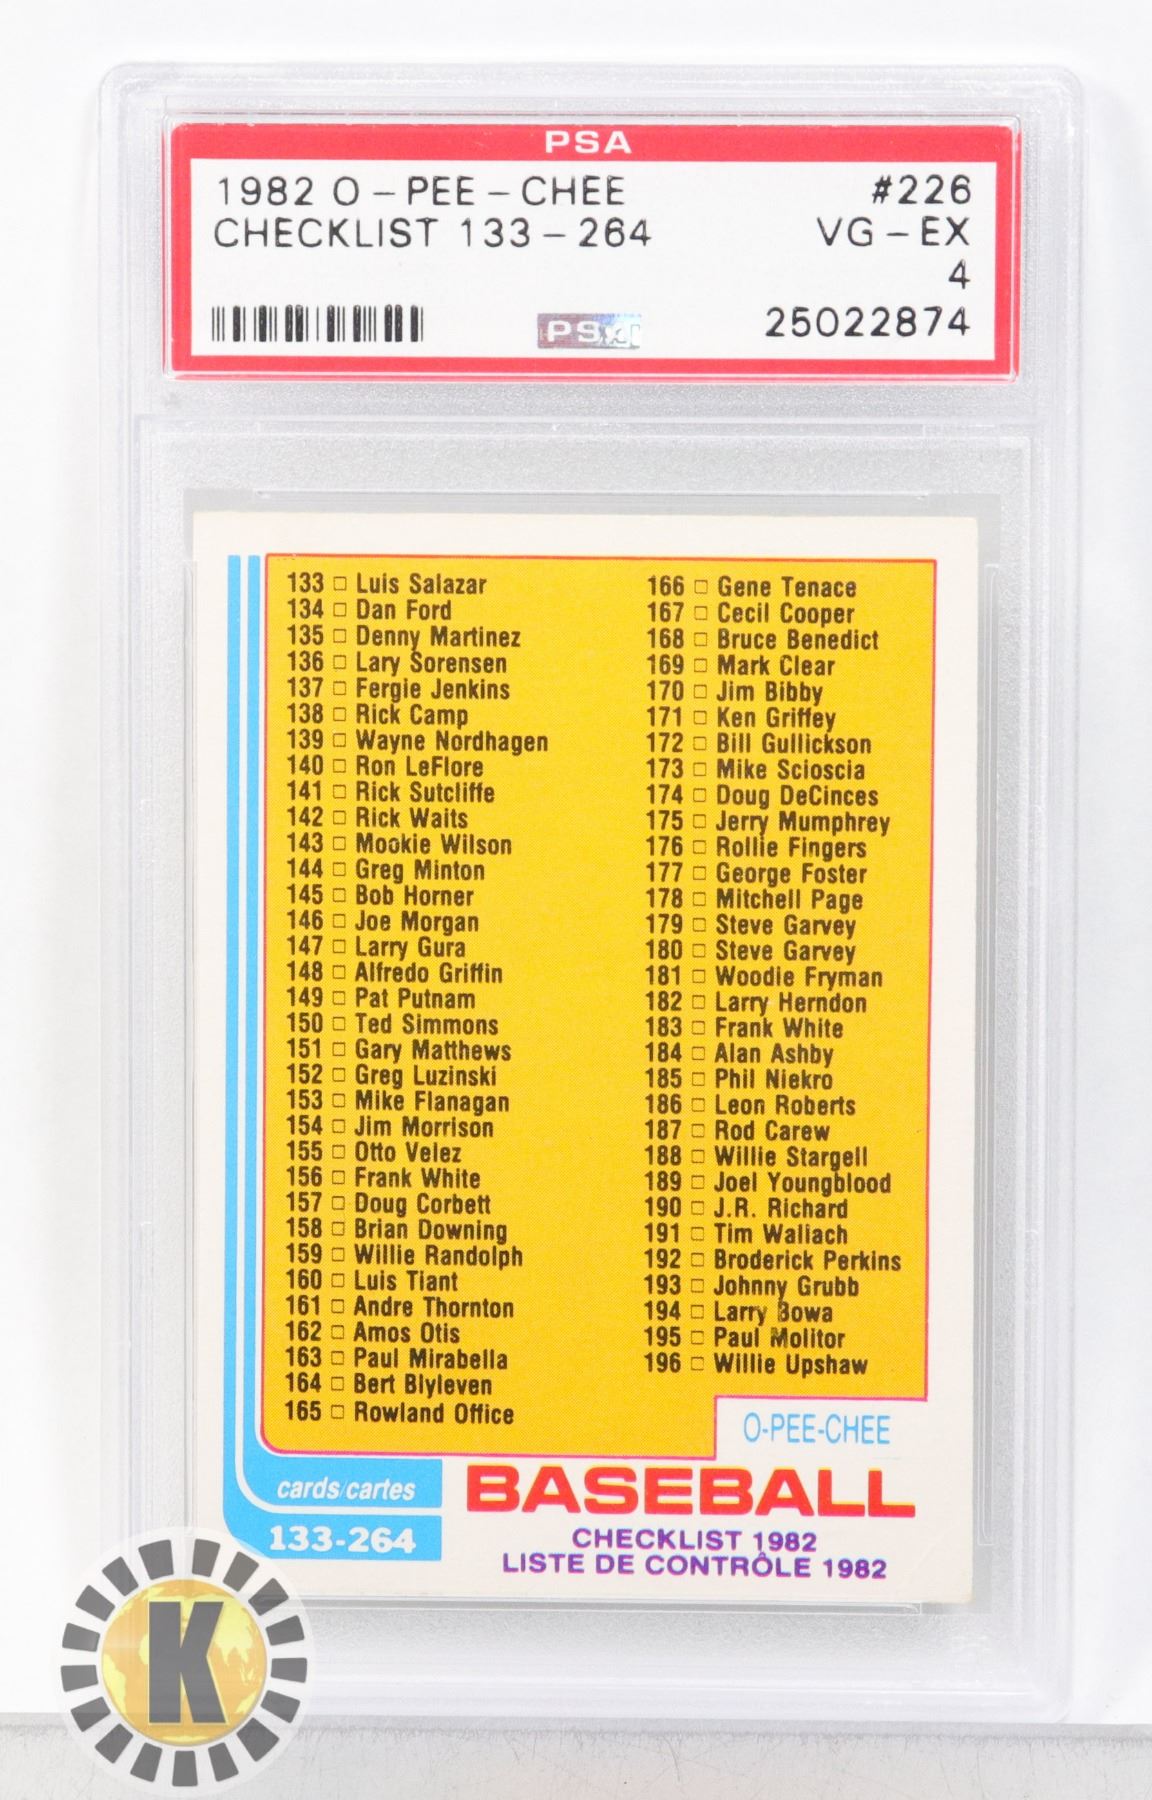 PSA
1982 O-PEE-CHEE #226
CHECKLIST 133-264 VG-EX
4
PSA 25022874
133 □ Luis Salazar
134 □ Dan Ford
135 □ Denny Martinez
136 □ Lary Sorensen
137 □ Fergie Jenkins
138 □ Rick Camp
139 □ Wayne Nordhagen
140 □ Ron LeFlore
141 □ Rick Sutcliffe
142 □ Rick Waits
143 □ Mookie Wilson
144 □ Greg Minton
145 □ Bob Horner
146 □ Joe Morgan
147 □ Larry Gura
148 □ Alfredo Griffin
149 □ Pat Putnam
150 □ Ted Simmons
151 □ Gary Matthews
152 □ Greg Luzinski
153 □ Mike Flanagan
154 □ Jim Morrison
155 □ Otto Velez
156 □ Frank White
157 □ Doug Corbett
158 □ Brian Downing
159 □ Willie Randolph
160 □ Luis Tiant
161 □ Andre Thornton
162 □ Amos Otis
163 □ Paul Mirabella
164 □ Bert Blyleven
165 □ Rowland Office
166 □ Gene Tenace
167 □ Cecil Cooper
168 □ Bruce Benedict
169 □ Mark Clear
170 □ Jim Bibby
171 □ Ken Griffey
172 □ Bill Gullickson
173 □ Mike Scioscia
174 □ Doug DeCinces
175 □ Jerry Mumphrey
176 □ Rollie Fingers
177 □ George Foster
178 □ Mitchell Page
179 □ Steve Garvey
180 □ Steve Garvey
181 □ Woodie Fryman
182 □ Larry Herndon
183 □ Frank White
184 □ Alan Ashby
185 □ Phil Niekro
186 □ Leon Roberts
187 □ Rod Carew
188 □ Willie Stargell
189 □ Joel Youngblood
190 □ J.R. Richard
191 □ Tim Wallach
192 □ Broderick Perkins
193 □ Johnny Grubb
194 □ Larry Bowa
195 □ Paul Molitor
196 □ Willie Upshaw
O-PEE-CHEE
cards/cartes BASEBALL
133-264 CHECKLIST 1982
LISTE DE CONTRÔLE 1982
K